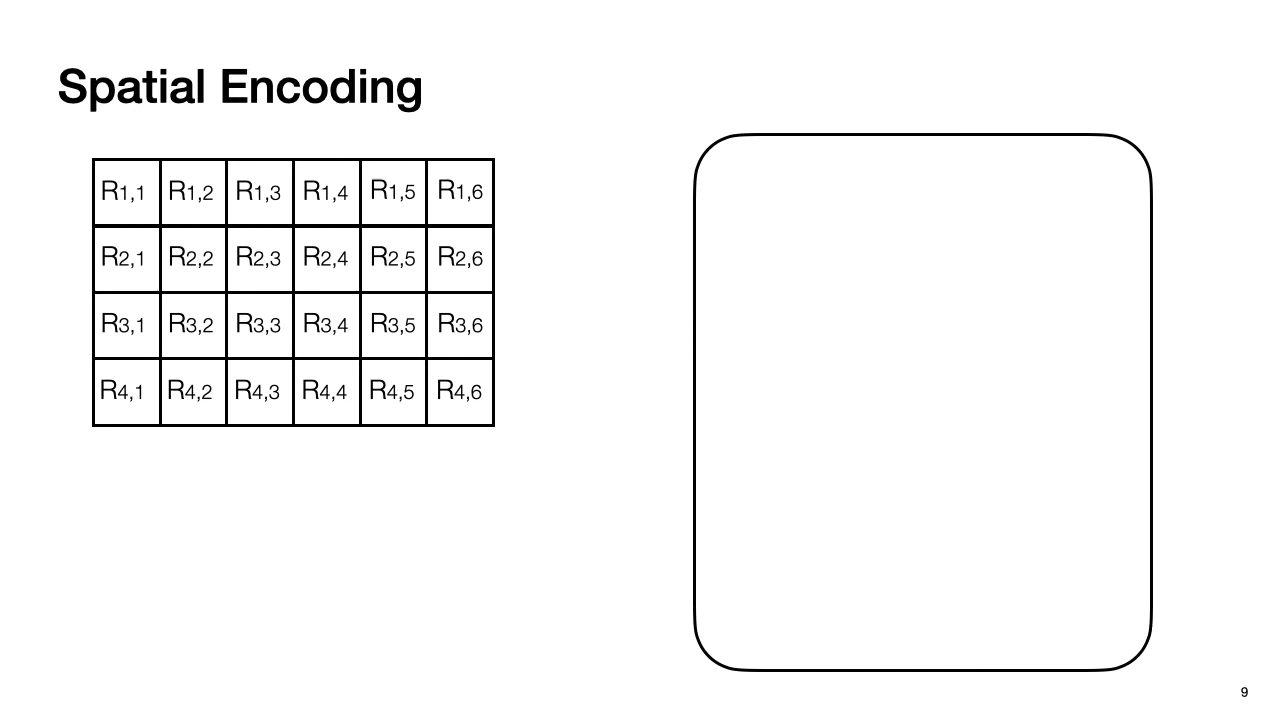 Spatial Encoding
R1,1 R1,2 R1,3 R1,4 R1,5 R1,6
R2,1 R2,2 R2,3 R2,4 R2,5 R2,6
R3,1 R3,2 R3,3 R3,4 R3,5 R3,6
R4,1 R4,2 R4,3 R4,4 R4,5 R4,6
9